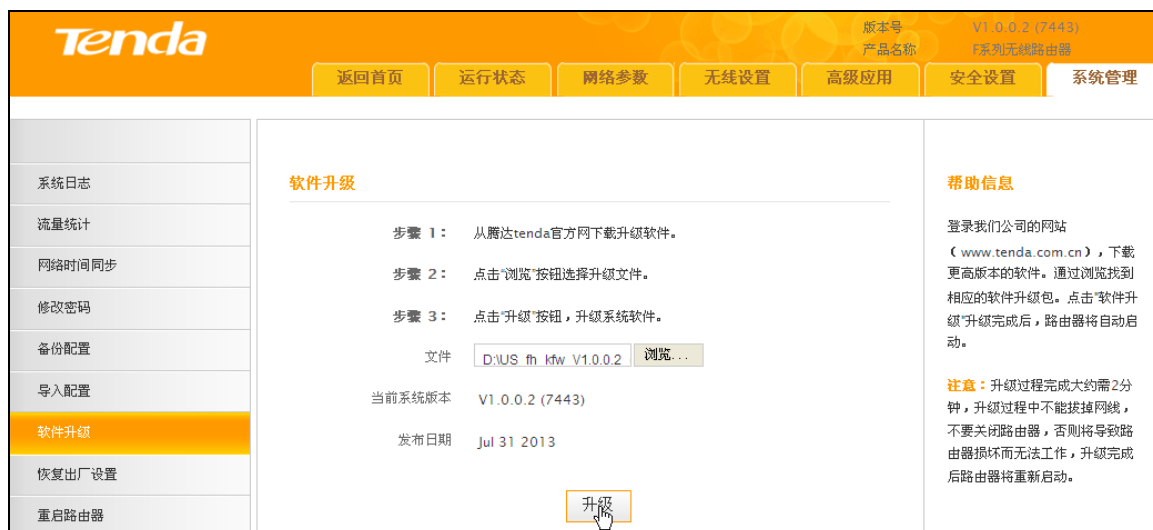 Tenda
版本号 V1.0.0.2 (7443)
产品名称 F系列无线路由器
返回首页 运行状态 网络参数 无线设置 高级应用 安全设置 系统管理
系统日志
流量统计
网络时间同步
修改密码
备份配置
导入配置
软件升级
恢复出厂设置
重启路由器
软件升级
步骤 1： 从腾达tenda官方网下载升级软件。
步骤 2： 点击"浏览"按钮选择升级文件。
步骤 3： 点击"升级"按钮，升级系统软件。
文件 D:\US_fh_kfw_V1.0.0.2 浏览...
当前系统版本 V1.0.0.2 (7443)
发布日期 Jul 31 2013
升级
帮助信息
登录我们公司的网站
（www.tenda.com.cn），下载
更高版本的软件。通过浏览找到
相应的软件升级包。点击"软件升
级"升级完成后，路由器将自动启
动。
注意：升级过程完成大约需2分
钟，升级过程中不能拔掉网线，
不要关闭路由器，否则将导致路
由器损坏而无法工作，升级完成
后路由器将重新启动。